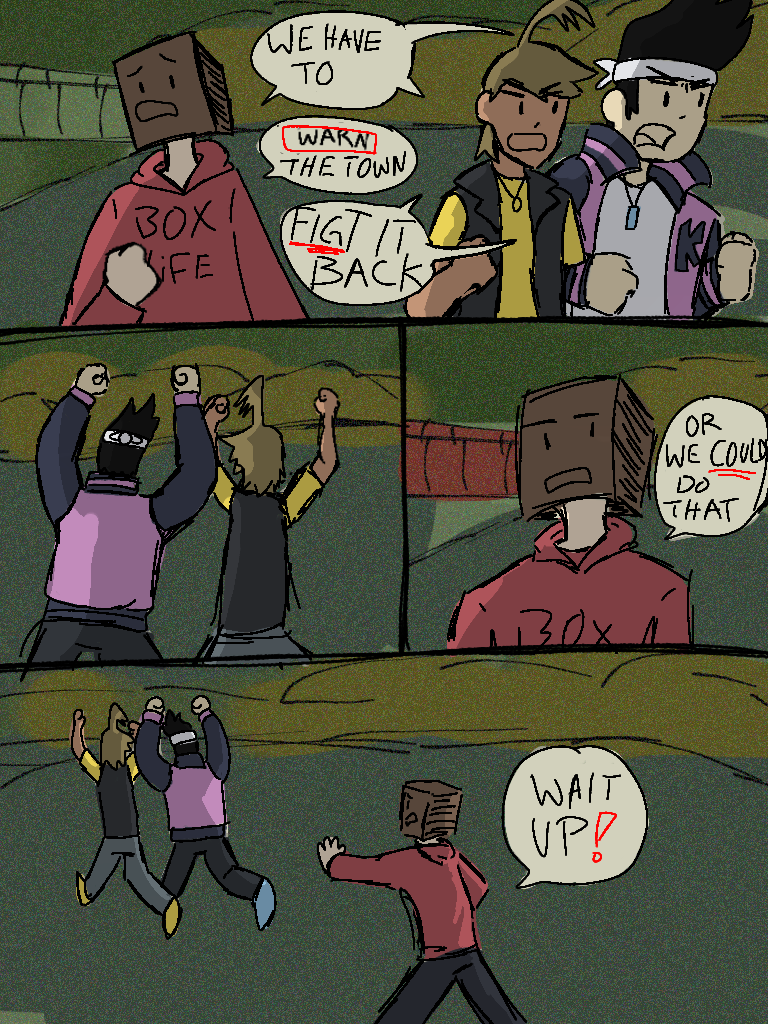 WE HAVE
TO
WARN
THE TOWN
FIGT IT
BACK
BOX
LIFE
K
OR
WE COULD
DO
THAT
BOX
WAIT
UP!